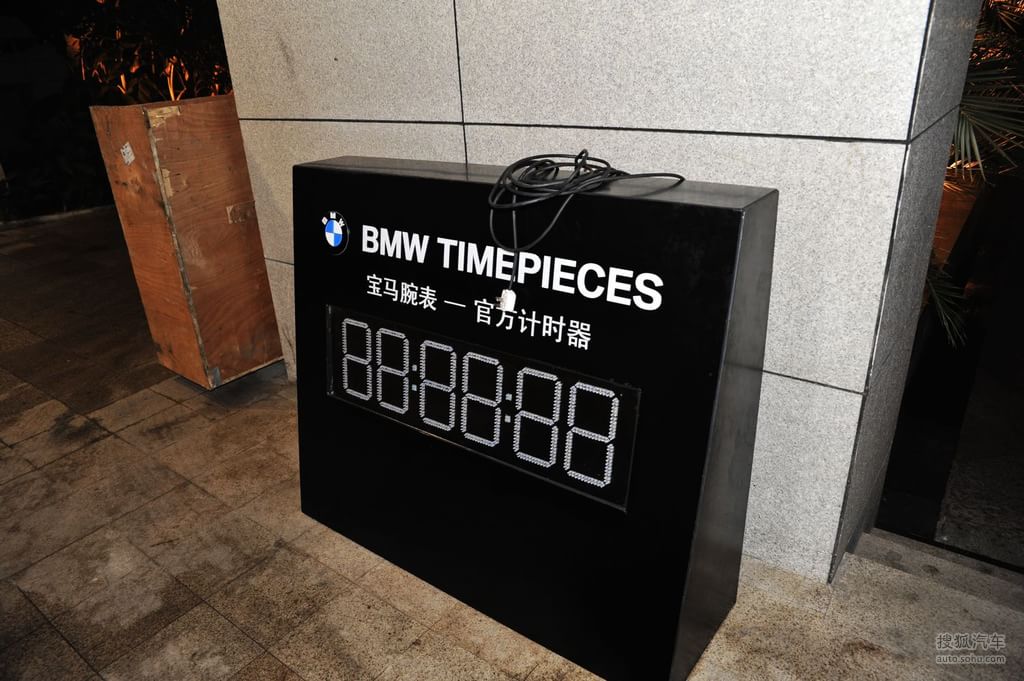 BMW
BMW TIMEPIECES
宝马腕表 — 官方计时器
88:88:88
搜狐汽车
auto.sohu.com